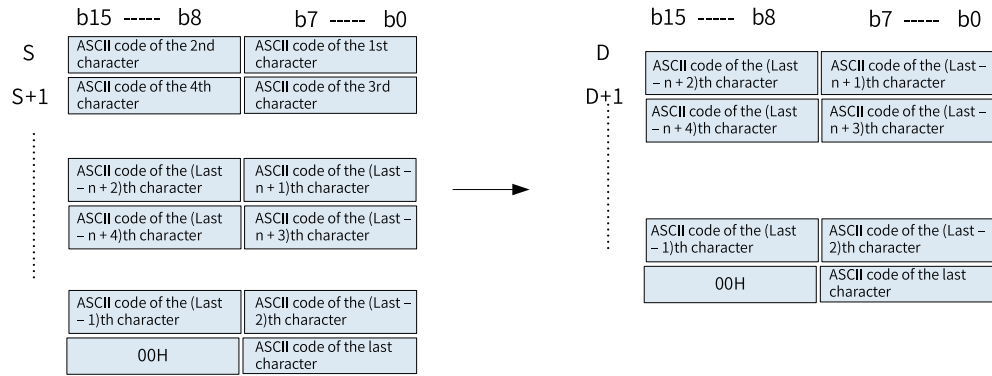 b15 ----- b8
b7 ----- b0
S
ASCII code of the 2nd
character
ASCII code of the 1st
character
S+1
ASCII code of the 4th
character
ASCII code of the 3rd
character
ASCII code of the (Last
– n + 2)th character
ASCII code of the (Last –
n + 1)th character
ASCII code of the (Last
– n + 4)th character
ASCII code of the (Last –
n + 3)th character
ASCII code of the (Last
– 1)th character
ASCII code of the (Last –
2)th character
00H
ASCII code of the last
character
b15 ----- b8
b7 ----- b0
D
ASCII code of the (Last
– n + 2)th character
ASCII code of the (Last –
n + 1)th character
D+1
ASCII code of the (Last
– n + 4)th character
ASCII code of the (Last –
n + 3)th character
ASCII code of the (Last
– 1)th character
ASCII code of the (Last –
2)th character
00H
ASCII code of the last
character